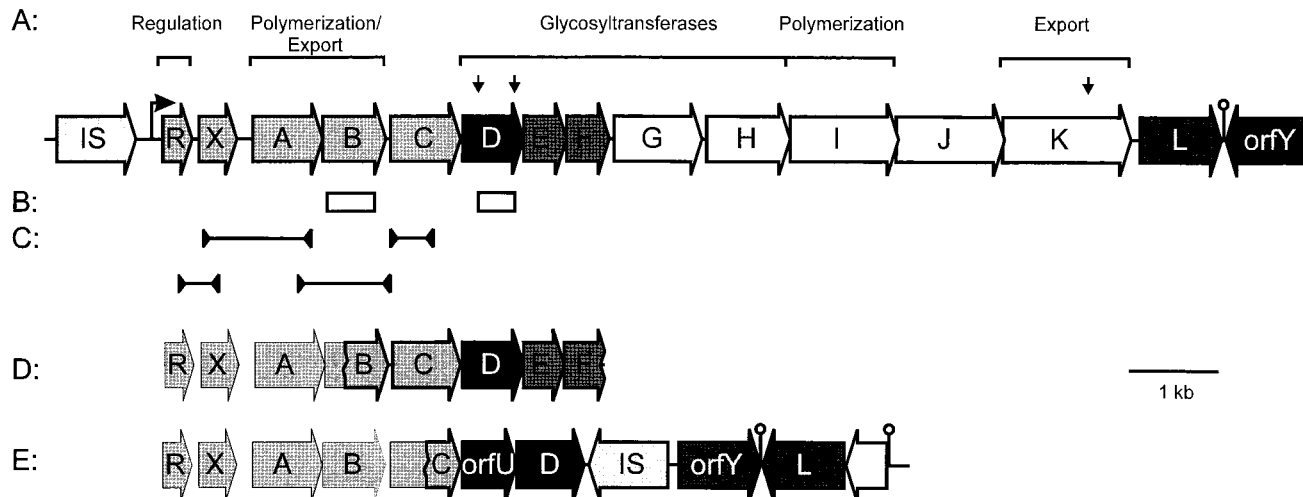 A:
Regulation
Polymerization/
Export
Glycosyltransferases
Polymerization
Export
IS R X A B C D E F G H I J K L orfY
B:
C:
D:
R X A B C D E F
1 kb
E:
R X A B C orfU D IS orfY L